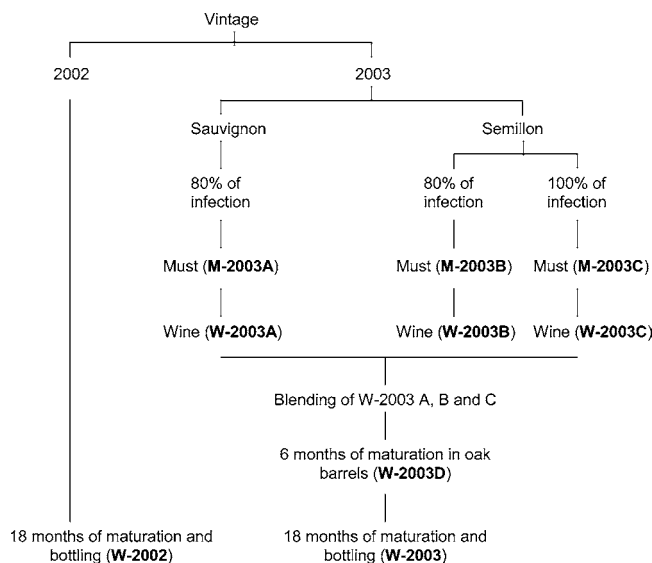 Vintage
2002
2003
Sauvignon
Semillon
80% of
infection
80% of
infection
100% of
infection
Must (M-2003A)
Must (M-2003B)
Must (M-2003C)
Wine (W-2003A)
Wine (W-2003B)
Wine (W-2003C)
Blending of W-2003 A, B and C
6 months of maturation in oak
barrels (W-2003D)
18 months of maturation and
bottling (W-2002)
18 months of maturation and
bottling (W-2003)